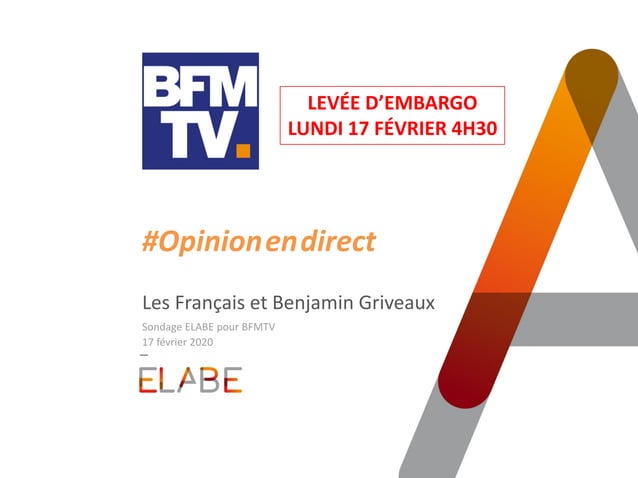 BFM
TV.
LEVÉE D’EMBARGO
LUNDI 17 FÉVRIER 4H30
#Opinionendirect
Les Français et Benjamin Griveaux
Sondage ELABE pour BFMTV
17 février 2020
ELABE